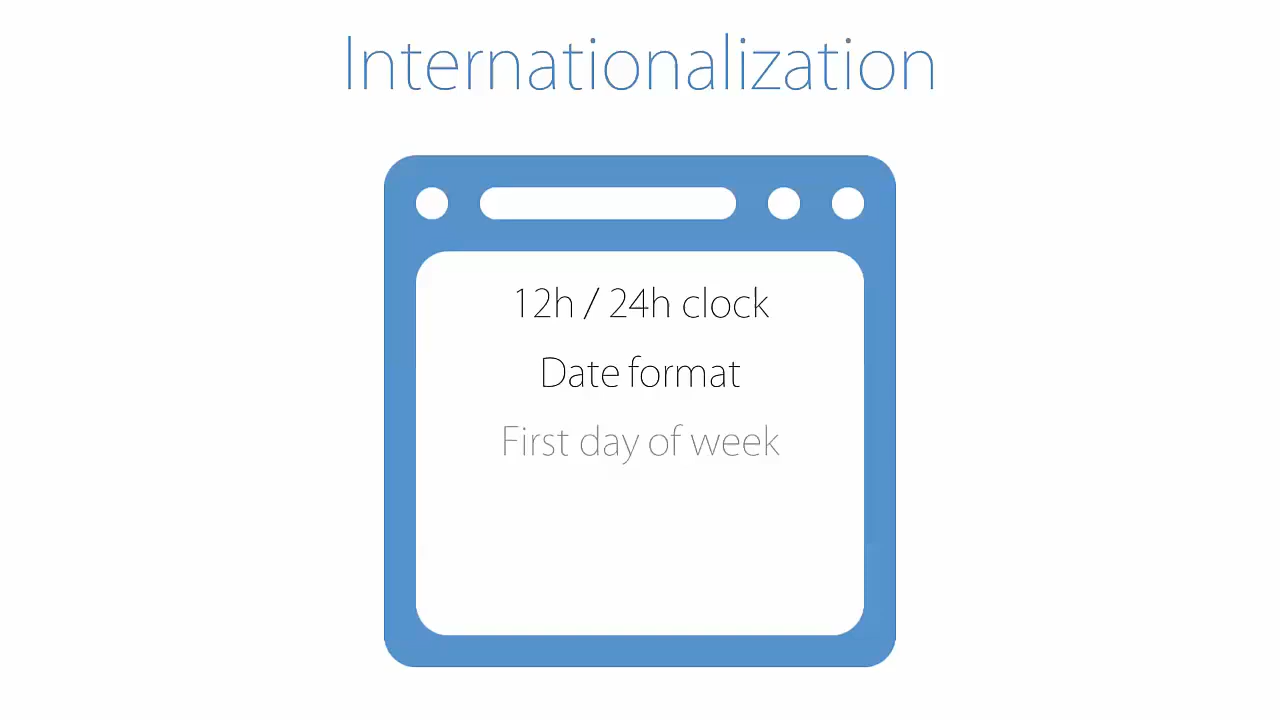 Internationalization
12h / 24h clock
Date format
First day of week